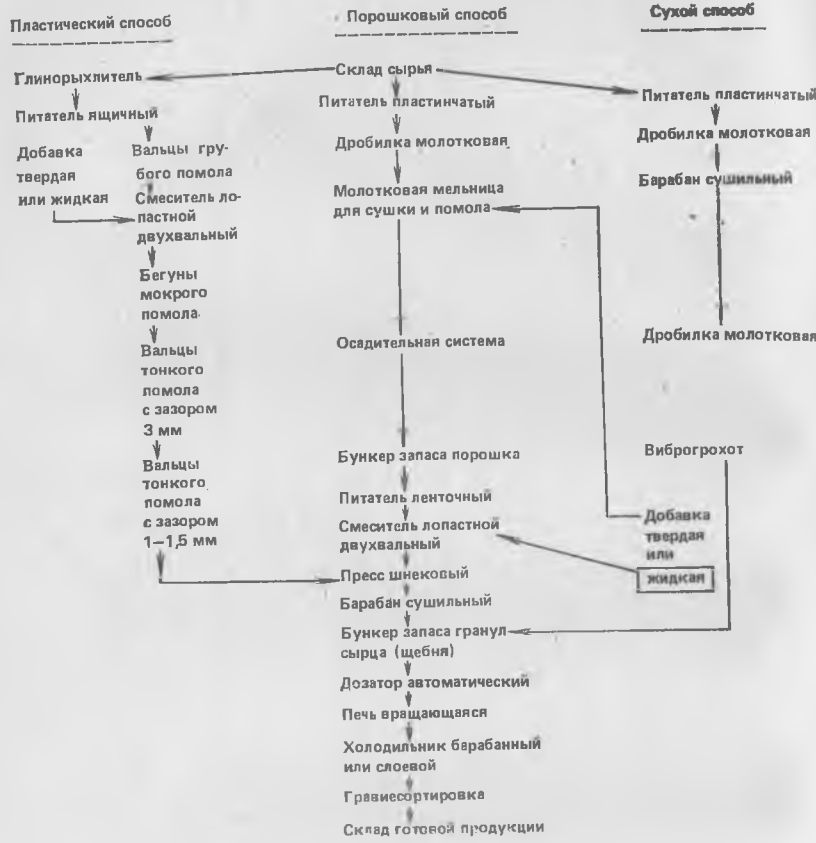 Пластический способ
Глинорыхлитель
Питатель ящичный
Добавка
твердая
или жидкая
Вальцы гру-
бого помола
Смеситель ло-
пастной
двухвальный
Бегуны
мокрого
помола
Вальцы
тонкого
помола
с зазором
3 мм
Вальцы
тонкого
помола
с зазором
1—1,5 мм
Порошковый способ
Склад сырья
Питатель пластинчатый
Дробилка молотковая
Молотковая мельница
для сушки и помола
Осадительная система
Бункер запаса порошка
Питатель ленточный
Смеситель лопастной
двухвальный
Пресс шнековый
Барабан сушильный
Бункер запаса гранул
сырца (щебня)
Дозатор автоматический
Печь вращающаяся
Холодильник барабанный
или слоевой
Гравиесортировка
Склад готовой продукции
Сухой способ
Питатель пластинчатый
Дробилка молотковая
Барабан сушильный
Дробилка молотковая
Виброгрохот
Добавка
твердая
или
жидкая